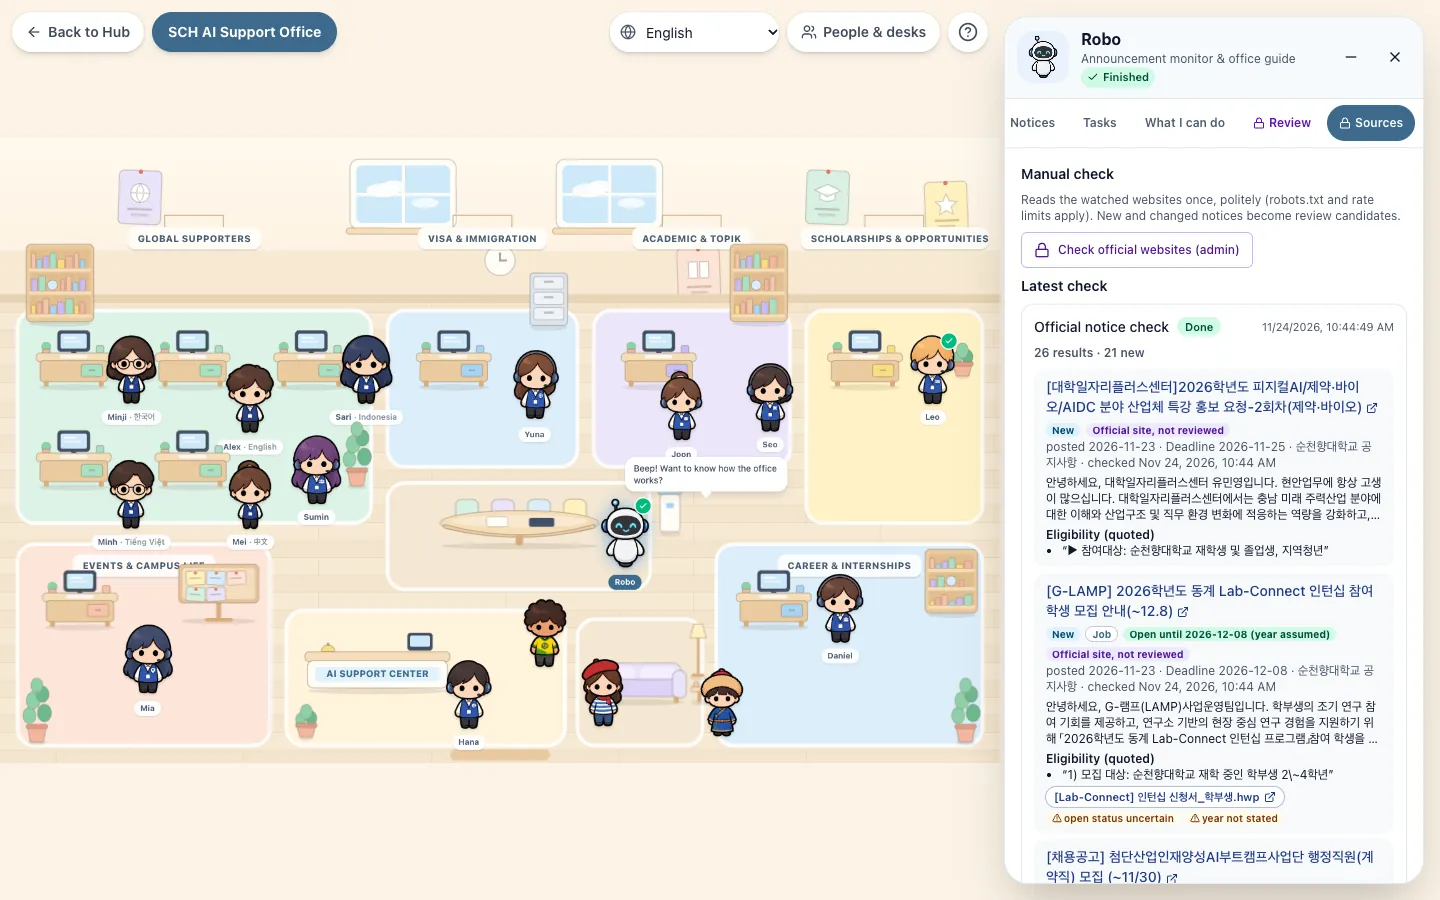 Back to Hub
SCH AI Support Office
English
People & desks
GLOBAL SUPPORTERS
VISA & IMMIGRATION
ACADEMIC & TOPIK
SCHOLARSHIPS & OPPORTUNITIES
Minji · 한국어
Alex · English
Sari · Indonesia
Yuna
Joon
Seo
Leo
Beep! Want to know how the office
works?
Sumin
Minh · Tiếng Việt
Mei · 中文
Robo
EVENTS & CAMPUS LIFE
CAREER & INTERNSHIPS
Mia
AI SUPPORT CENTER
Hana
Daniel
Robo
Announcement monitor & office guide
Finished
Notices
Tasks
What I can do
Review
Sources
Manual check
Reads the watched websites once, politely (robots.txt and rate
limits apply). New and changed notices become review candidates.
Check official websites (admin)
Latest check
Official notice check
Done
11/24/2026, 10:44:49 AM
26 results · 21 new
[대학일자리플러스센터]2026학년도 피지컬AI/제약·바이
오/AIDC 분야 산업체 특강 홍보 요청-2회차(제약·바이오)
New
Official site, not reviewed
posted 2026-11-23 · Deadline 2026-11-25 · 순천향대학교 공
지사항 · checked Nov 24, 2026, 10:44 AM
안녕하세요, 대학일자리플러스센터 유민영입니다. 현안업무에 항상 고생
이 많으십니다. 대학일자리플러스센터에서는 충남 미래 주력산업 분야에
대한 이해와 산업구조 및 직무 환경 변화에 적응하는 역량을 강화하고,...
Eligibility (quoted)
• "▶ 참여대상: 순천향대학교 재학생 및 졸업생, 지역청년"
[G-LAMP] 2026학년도 동계 Lab-Connect 인턴십 참여
학생 모집 안내(~12.8)
New
Job
Open until 2026-12-08 (year assumed)
Official site, not reviewed
posted 2026-11-23 · Deadline 2026-12-08 · 순천향대학교 공
지사항 · checked Nov 24, 2026, 10:44 AM
안녕하세요, G-램프(LAMP)사업운영팀입니다. 학부생의 조기 연구 참
여 기회를 제공하고, 연구소 기반의 현장 중심 연구 경험을 지원하기 위
해 「2026학년도 동계 Lab-Connect 인턴십 프로그램」참여 학생을 ...
Eligibility (quoted)
• "1) 모집 대상: 순천향대학교 재학 중인 학부생 2\~4학년"
[Lab-Connect] 인턴십 신청서_학부생.hwp
open status uncertain
year not stated
[채용공고] 첨단산업인재양성AI부트캠프사업단 행정직원(계
약직) 모집 (~11/30)